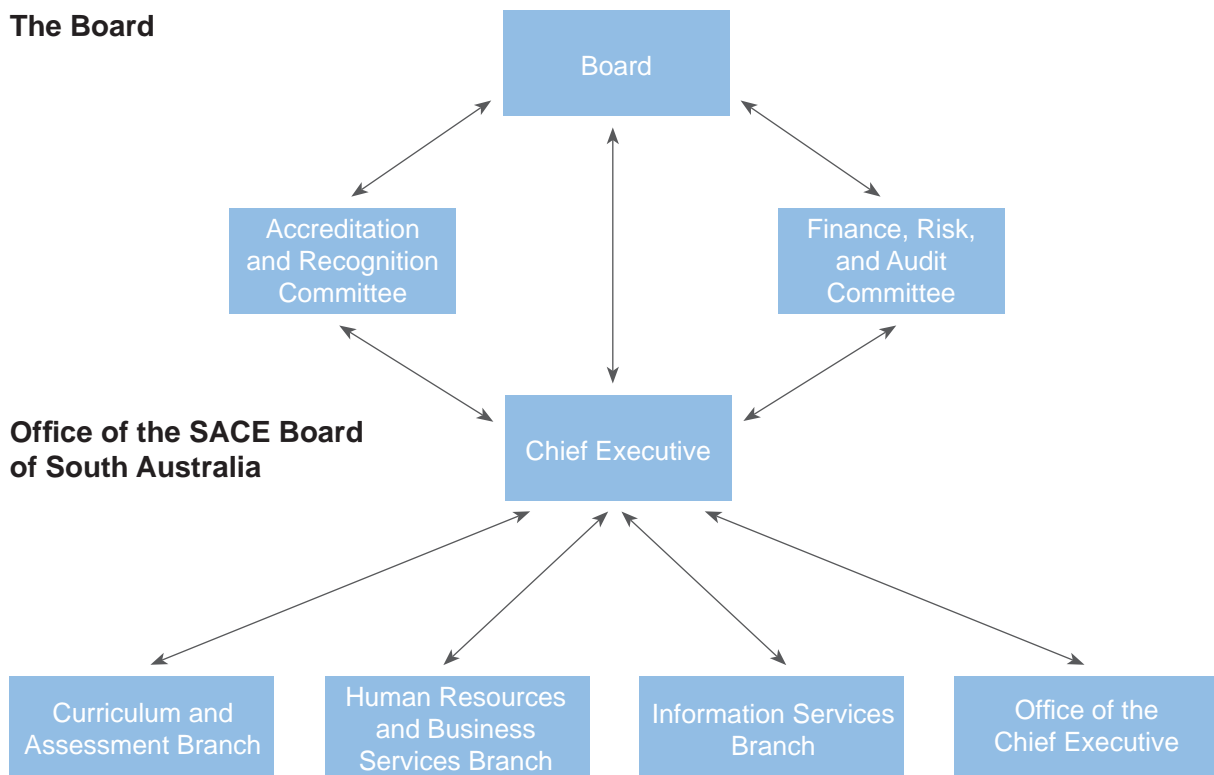 The Board
Board
Accreditation
and Recognition
Committee
Finance, Risk,
and Audit
Committee
Office of the SACE Board
of South Australia
Chief Executive
Curriculum and
Assessment Branch
Human Resources
and Business
Services Branch
Information Services
Branch
Office of the
Chief Executive